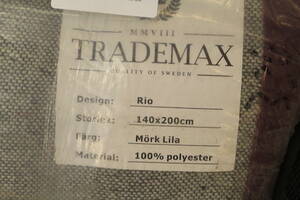 MMVIII
TRADEMAX
QUALITY OF SWEDEN
Design: Rio
Storlek: 140x200cm
Färg: Mörk Lila
Material: 100% polyester